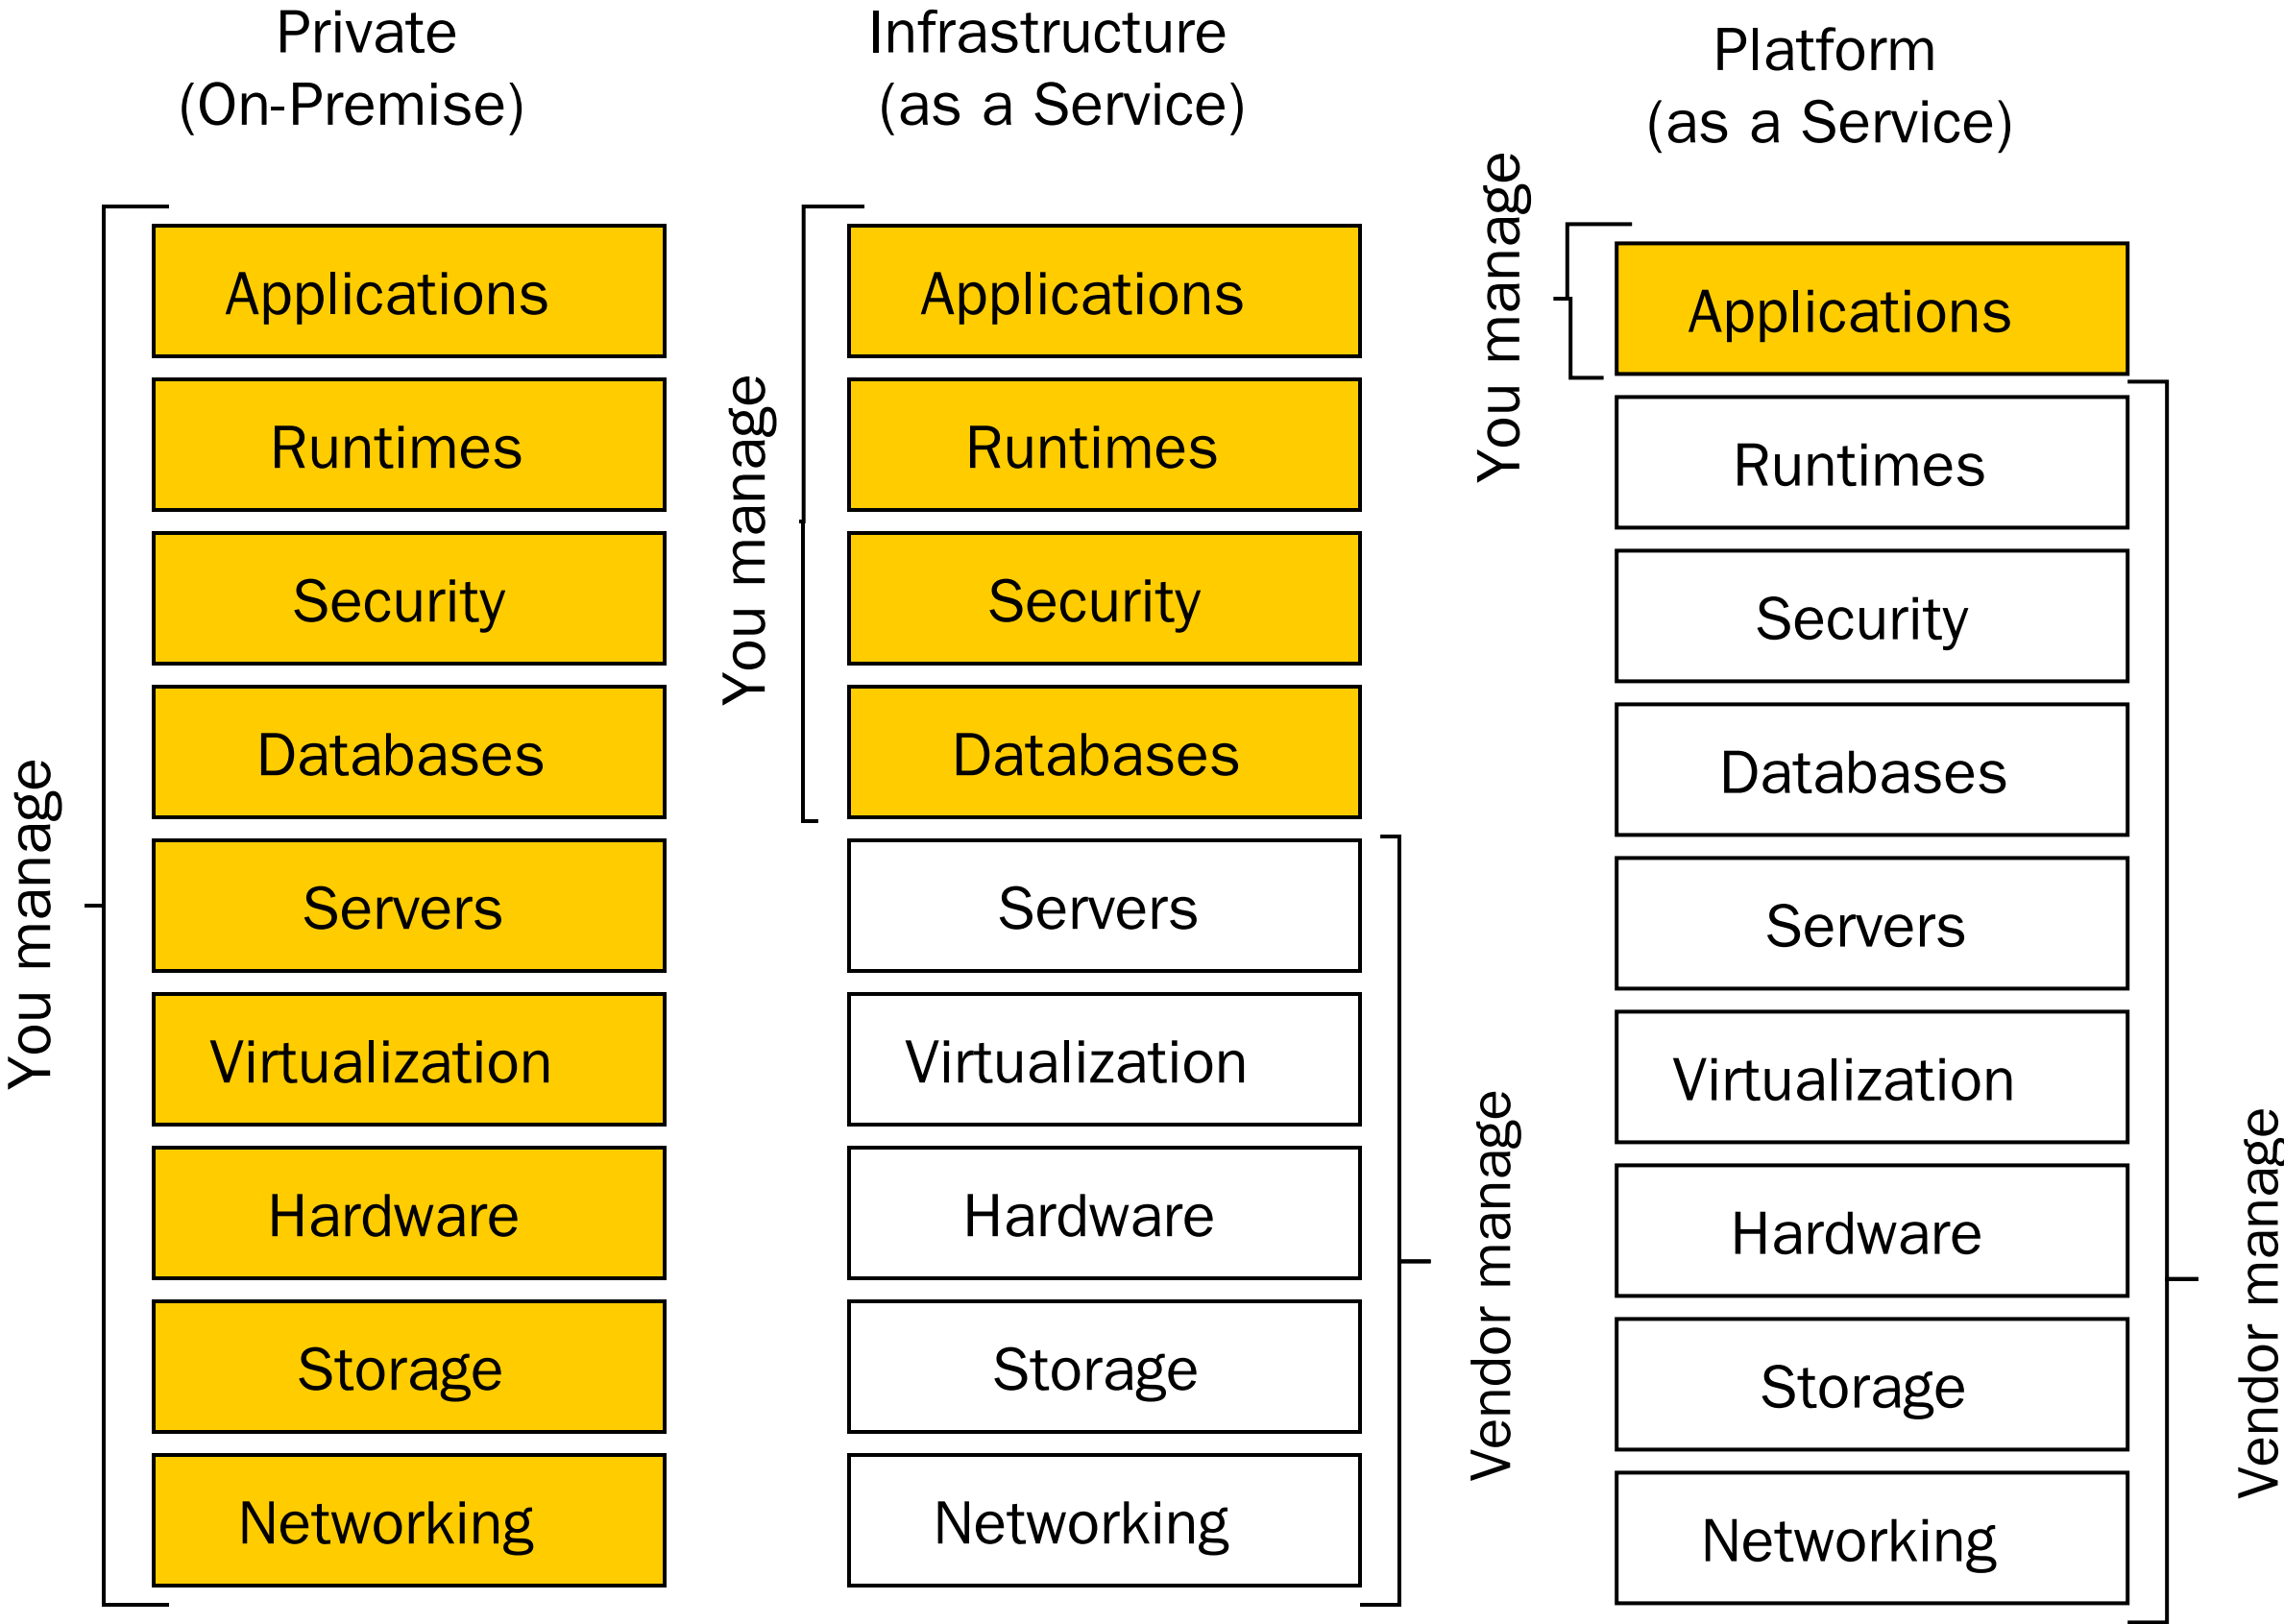 Private
(On-Premise)
You manage
Applications
Runtimes
Security
Databases
Servers
Virtualization
Hardware
Storage
Networking
Infrastructure
(as a Service)
You manage
Applications
Runtimes
Security
Databases
Servers
Virtualization
Hardware
Storage
Networking
Vendor manage
Platform
(as a Service)
You manage
Applications
Runtimes
Security
Databases
Servers
Virtualization
Hardware
Storage
Networking
Vendor manage